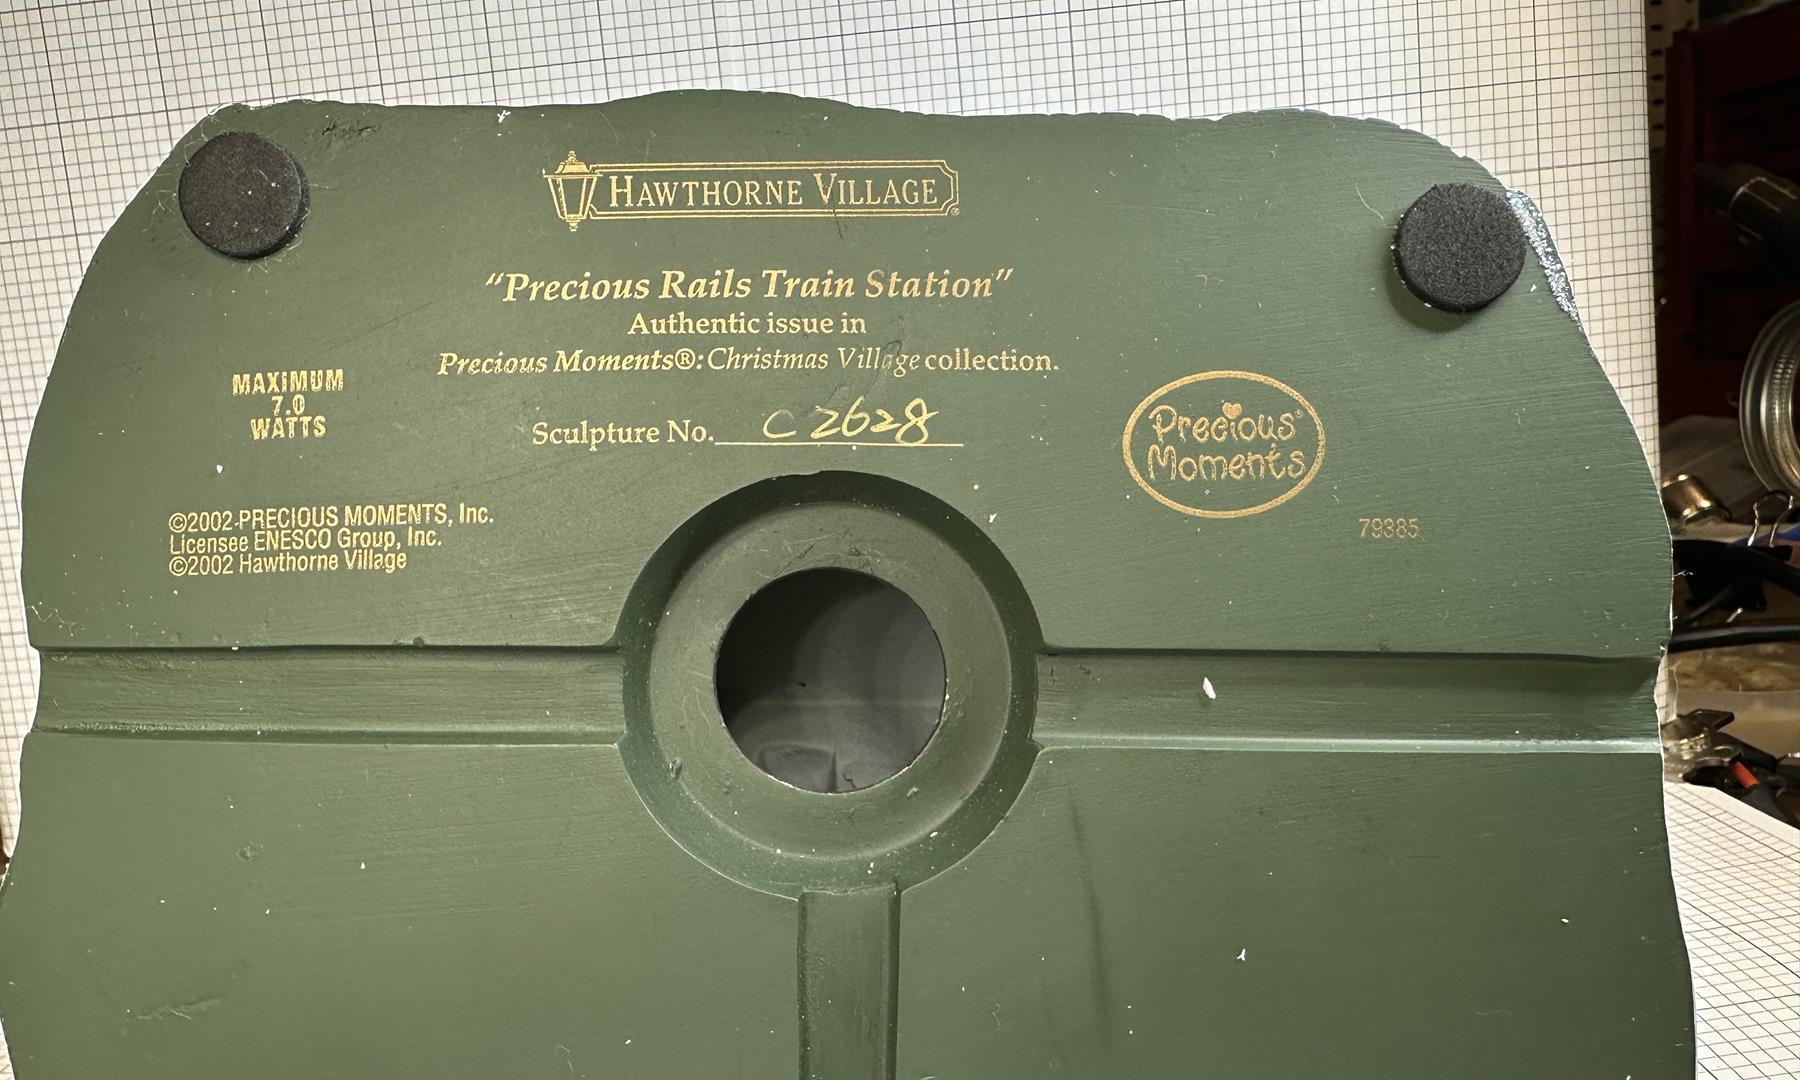 HAWTHORNE VILLAGE®
“Precious Rails Train Station”
Authentic issue in
Precious Moments®: Christmas Village collection.
Sculpture No. C2628
MAXIMUM
7.0
WATTS
Precious®
Moments
©2002 PRECIOUS MOMENTS, Inc.
Licensee ENESCO Group, Inc.
©2002 Hawthorne Village
79385